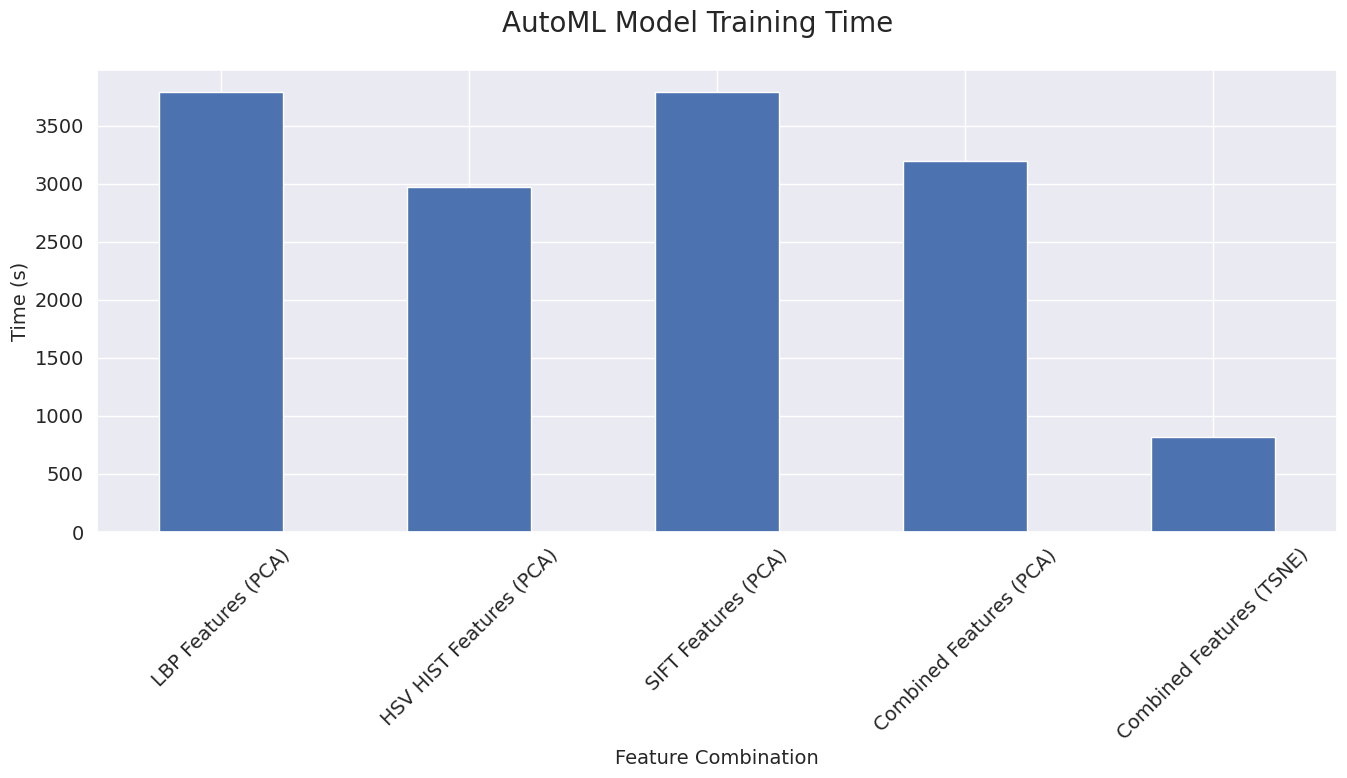 AutoML Model Training Time
Time (s)
3500
3000
2500
2000
1500
1000
500
0
LBP Features (PCA)
HSV HIST Features (PCA)
SIFT Features (PCA)
Combined Features (PCA)
Combined Features (TSNE)
Feature Combination